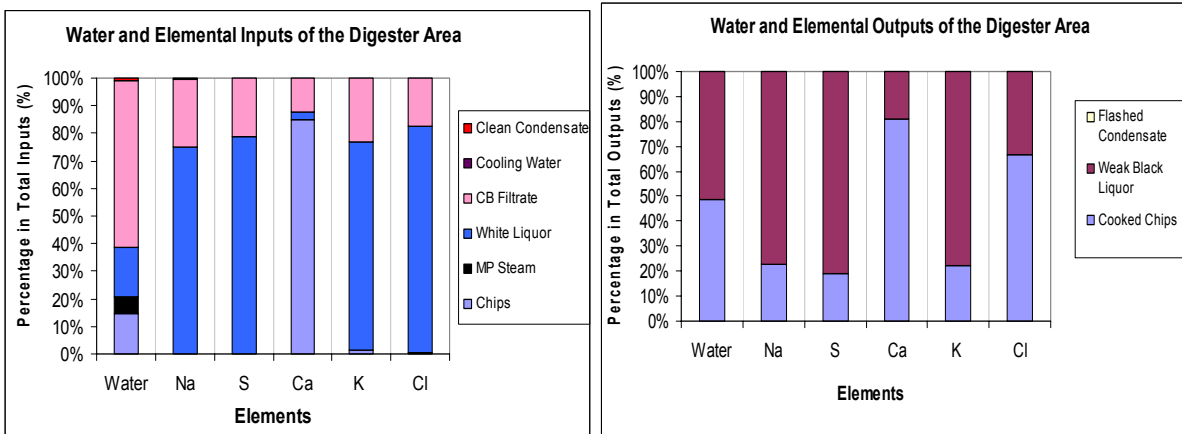 Water and Elemental Inputs of the Digester Area
Percentage in Total Inputs (%)
100%
90%
80%
70%
60%
50%
40%
30%
20%
10%
0%
Water Na S Ca K Cl
Elements
Clean Condensate
Cooling Water
CB Filtrate
White Liquor
MP Steam
Chips
Water and Elemental Outputs of the Digester Area
Percentage in Total Outputs (%)
100%
90%
80%
70%
60%
50%
40%
30%
20%
10%
0%
Water Na S Ca K Cl
Elements
Flashed
Condensate
Weak Black
Liquor
Cooked Chips